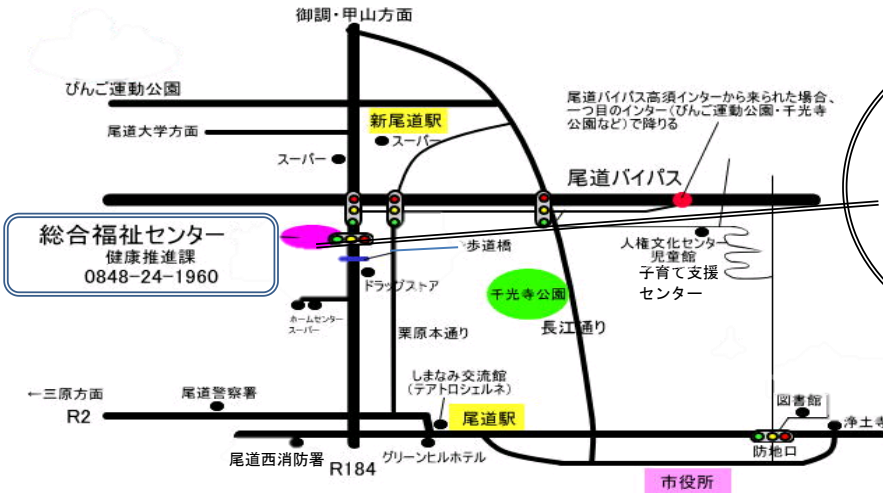 御調・甲山方面
びんご運動公園
尾道大学方面
新尾道駅
スーパー
スーパー
尾道バイパス高須インターから来られた場合、
一つ目のインター（びんご運動公園・千光寺
公園など）で降りる
尾道バイパス
総合福祉センター
健康推進課
0848-24-1960
歩道橋
人権文化センター
児童館
子育て支援
センター
ドラッグストア
千光寺公園
ホームセンター
スーパー
栗原本通り
長江通り
しまなみ交流館
（テアトロシェルネ）
←三原方面
尾道警察署
R2
尾道駅
図書館
浄土寺
防地口
尾道西消防署
R184
グリーンヒルホテル
市役所